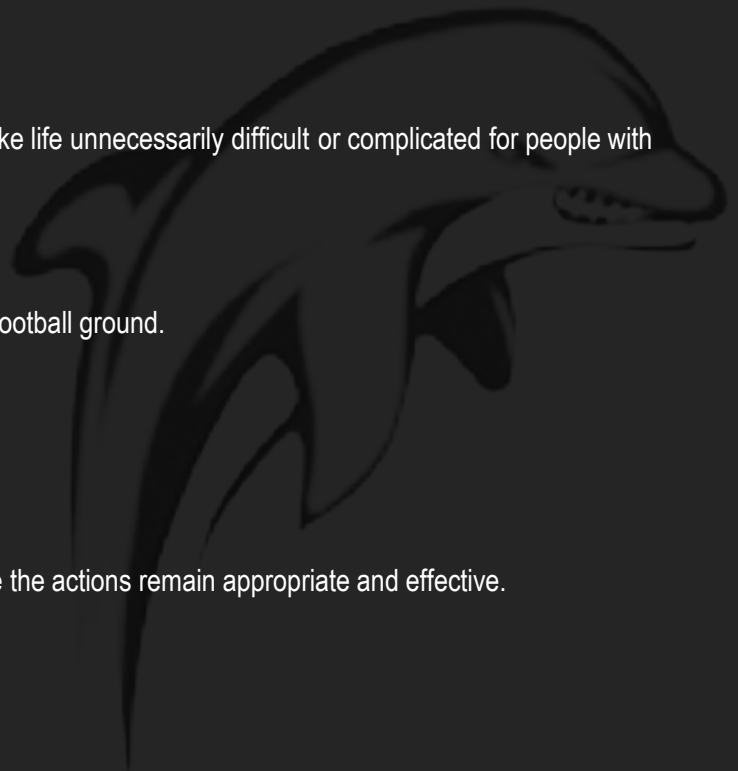 ke life unnecessarily difficult or complicated for people with
ootball ground.
e the actions remain appropriate and effective.